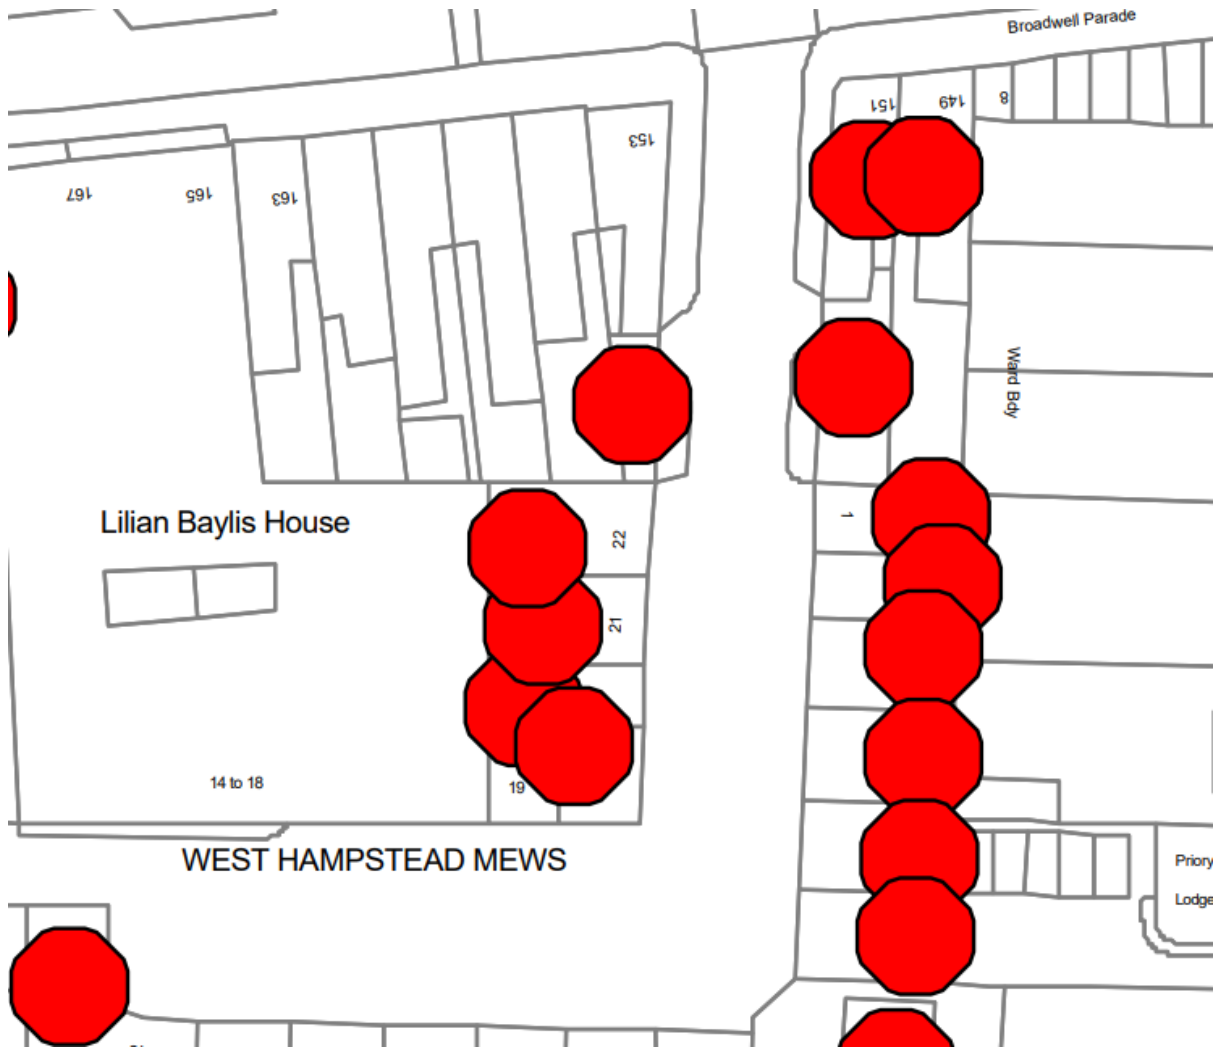 Broadwell Parade
151
149
8
153
167
165
163
Ward Bdy
Lilian Baylis House
22
1
21
14 to 18
19
WEST HAMPSTEAD MEWS
Priory
Lodge